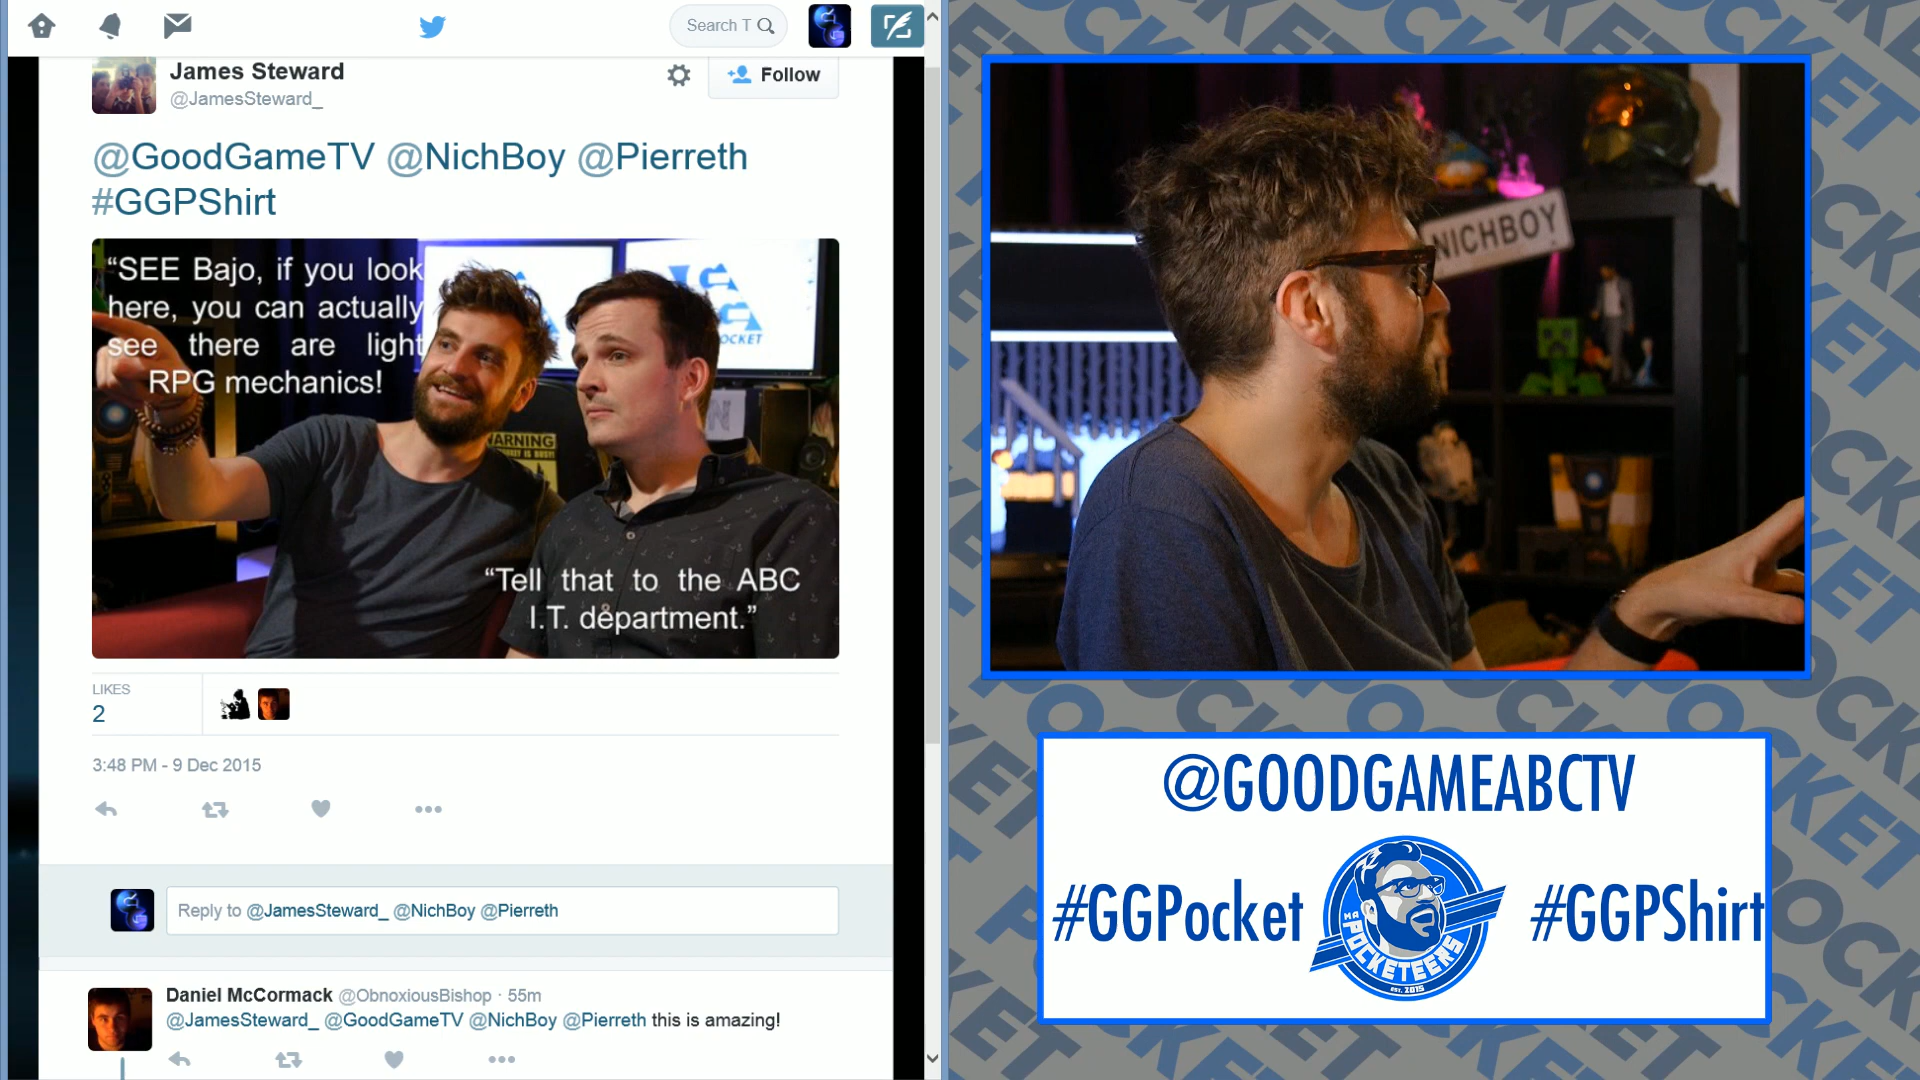 Search T
James Steward
@JamesSteward_
Follow
@GoodGameTV @NichBoy @Pierreth
#GGPShirt
“SEE Bajo, if you look
here, you can actually
see there are light
RPG mechanics!
WARNING
“Tell that to the ABC
I.T. department.”
LIKES
2
3:48 PM - 9 Dec 2015
Reply to @JamesSteward_ @NichBoy @Pierreth
Daniel McCormack @ObnoxiousBishop · 55m
@JamesSteward_ @GoodGameTV @NichBoy @Pierreth this is amazing!
NICHBOY
@GOODGAMEABCTV
#GGPocket
MA
POCKETEERS
EST. 2015
#GGPShirt
POCKET